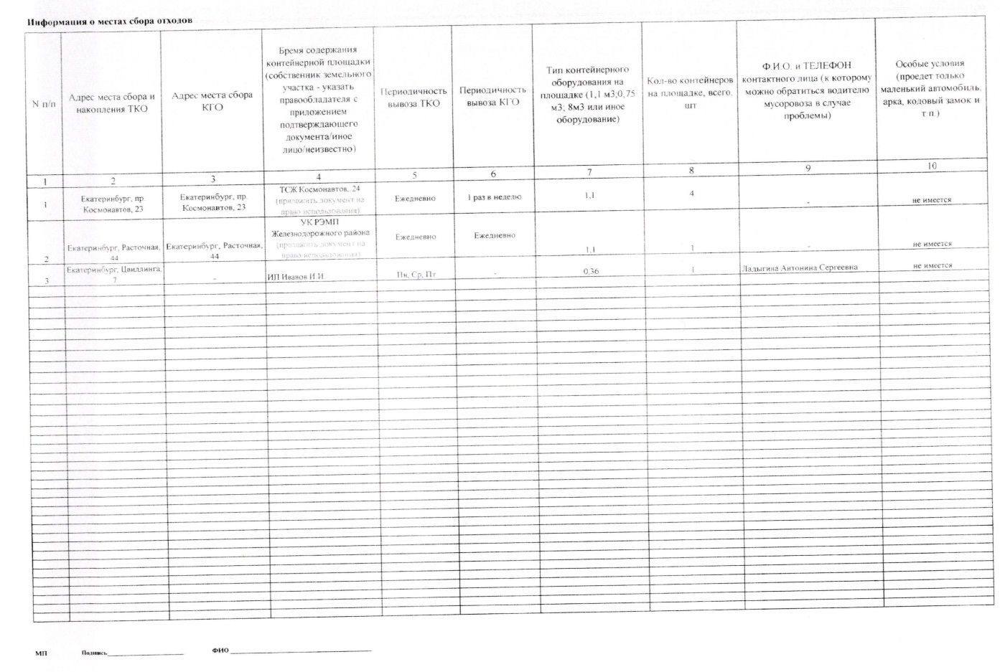 Информация о местах сбора отходов
N п/п
Адрес места сбора и
накопления ТКО
Адрес места сбора
КГО
Бремя содержания
контейнерной площадки
(собственник земельного
участка - указать
правообладателя с
приложением
подтверждающего
документа/иное
лицо/неизвестно)
Периодичность
вывоза ТКО
Периодичность
вывоза КГО
Тип контейнерного
оборудования на
площадке (1,1 м3;0,75
м3; 8м3 или иное
оборудование)
Кол-во контейнеров
на площадке, всего.
шт
Ф.И.О. и ТЕЛЕФОН
контактного лица (к которому
можно обратиться водителю
мусоровоза в случае
проблемы)
Особые условия
(проедет только
маленький автомобиль.
арка, кодовый замок и
т.п.)
1 2 3 4 5 6 7 8 9 10
1
Екатеринбург, пр.
Космонавтов, 23
Екатеринбург, пр.
Космонавтов, 23
ТСЖ Космонавтов, 24
(приложить документ на
право использования)
Ежедневно
1 раз в неделю
1,1
4
-
не имеется
2
Екатеринбург, Расточная,
44
Екатеринбург, Расточная,
44
УК РЭМП
Железнодорожного района
(приложить документ на
право использования)
Ежедневно
Ежедневно
1,1
1
-
не имеется
3
Екатеринбург, Цвиллинга,
7
-
ИП Иванов И.И.
Пн, Ср, Пт
-
0,36
1
Ладыгина Антонина Сергеевна
не имеется
МП Подпись ФИО